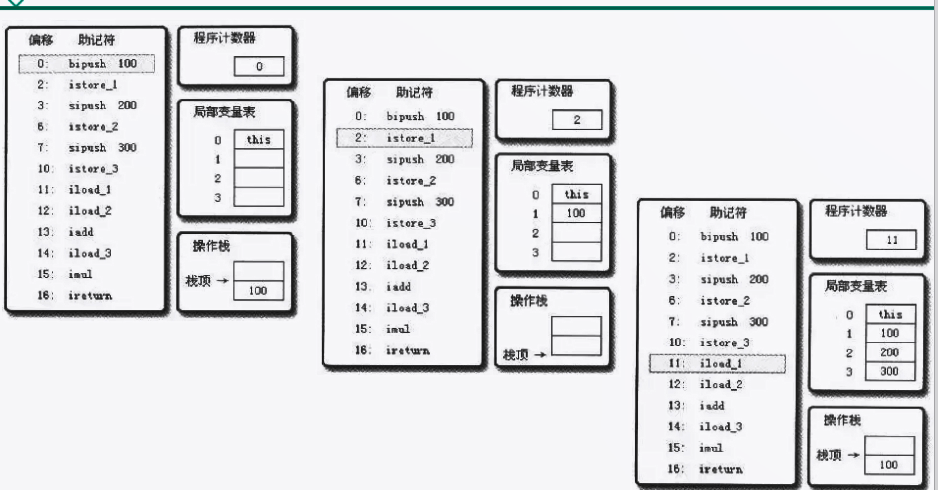 偏移 助记符
0: bipush 100
2: istore_1
3: sipush 200
6: istore_2
7: sipush 300
10: istore_3
11: iload_1
12: iload_2
13: iadd
14: iload_3
15: imul
16: ireturn
程序计数器
0
局部变量表
0 this
1
2
3
操作栈
栈顶 →
100
偏移 助记符
0: bipush 100
2: istore_1
3: sipush 200
6: istore_2
7: sipush 300
10: istore_3
11: iload_1
12: iload_2
13: iadd
14: iload_3
15: imul
16: ireturn
程序计数器
2
局部变量表
0 this
1 100
2
3
操作栈
栈顶 →
偏移 助记符
0: bipush 100
2: istore_1
3: sipush 200
6: istore_2
7: sipush 300
10: istore_3
11: iload_1
12: iload_2
13: iadd
14: iload_3
15: imul
16: ireturn
程序计数器
11
局部变量表
0 this
1 100
2 200
3 300
操作栈
栈顶 →
100